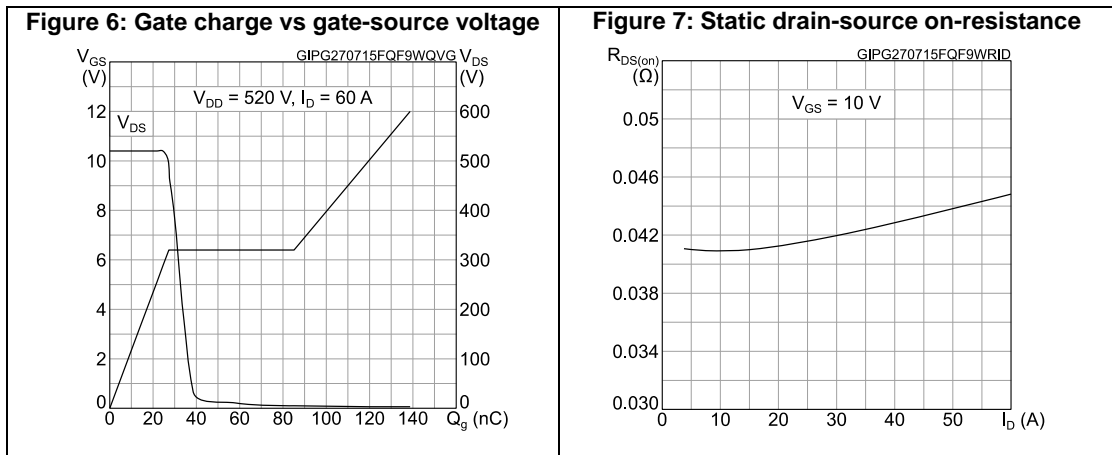 Figure 6: Gate charge vs gate-source voltage
V_GS (V)
GIPG270715FQF9WQVG
V_DS (V)
V_DD = 520 V, I_D = 60 A
V_DS
12
10
8
6
4
2
0
600
500
400
300
200
100
0
0 20 40 60 80 100 120 140 Q_g (nC)
Figure 7: Static drain-source on-resistance
R_DS(on) (Ω)
GIPG270715FQF9WRID
V_GS = 10 V
0.05
0.046
0.042
0.038
0.034
0.030
0 10 20 30 40 50 I_D (A)